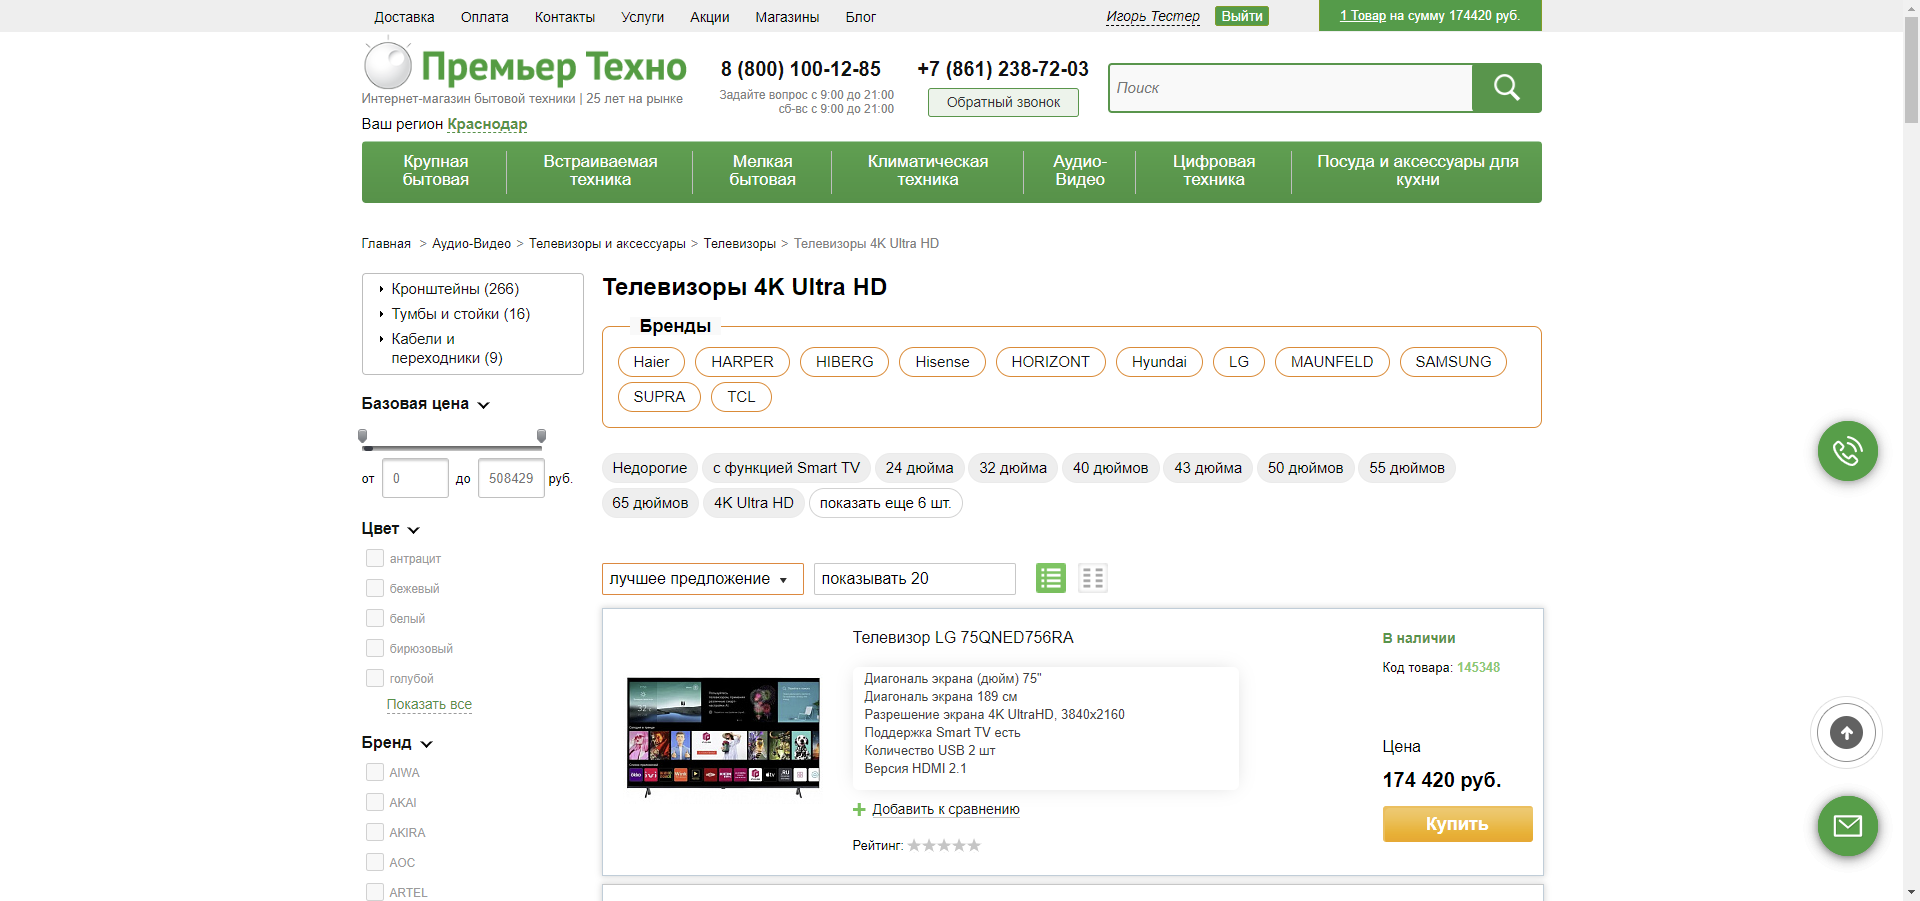 Доставка Оплата Контакты Услуги Акции Магазины Блог Игорь Тестер Выйти 1 Товар на сумму 174420 руб.
Премьер Техно
Интернет-магазин бытовой техники | 25 лет на рынке
Ваш регион Краснодар
8 (800) 100-12-85
Задайте вопрос с 9:00 до 21:00
сб-вс с 9:00 до 21:00
+7 (861) 238-72-03
Обратный звонок
Поиск
Крупная бытовая
Встраиваемая техника
Мелкая бытовая
Климатическая техника
Аудио-Видео
Цифровая техника
Посуда и аксессуары для кухни
Главная > Аудио-Видео > Телевизоры и аксессуары > Телевизоры > Телевизоры 4K Ultra HD
Кронштейны (266)
Тумбы и стойки (16)
Кабели и
переходники (9)
Базовая цена
от 0 до 508429 руб.
Цвет
антрацит
бежевый
белый
бирюзовый
голубой
Показать все
Бренд
AIWA
AKAI
AKIRA
AOC
ARTEL
Телевизоры 4K Ultra HD
Бренды
Haier HARPER HIBERG Hisense HORIZONT Hyundai LG MAUNFELD SAMSUNG
SUPRA TCL
Недорогие с функцией Smart TV 24 дюйма 32 дюйма 40 дюймов 43 дюйма 50 дюймов 55 дюймов
65 дюймов 4K Ultra HD показать еще 6 шт.
лучшее предложение показывать 20
Телевизор LG 75QNED756RA
Диагональ экрана (дюйм) 75"
Диагональ экрана 189 см
Разрешение экрана 4K UltraHD, 3840x2160
Поддержка Smart TV есть
Количество USB 2 шт
Версия HDMI 2.1
Добавить к сравнению
Рейтинг:
В наличии
Код товара: 145348
Цена
174 420 руб.
Купить